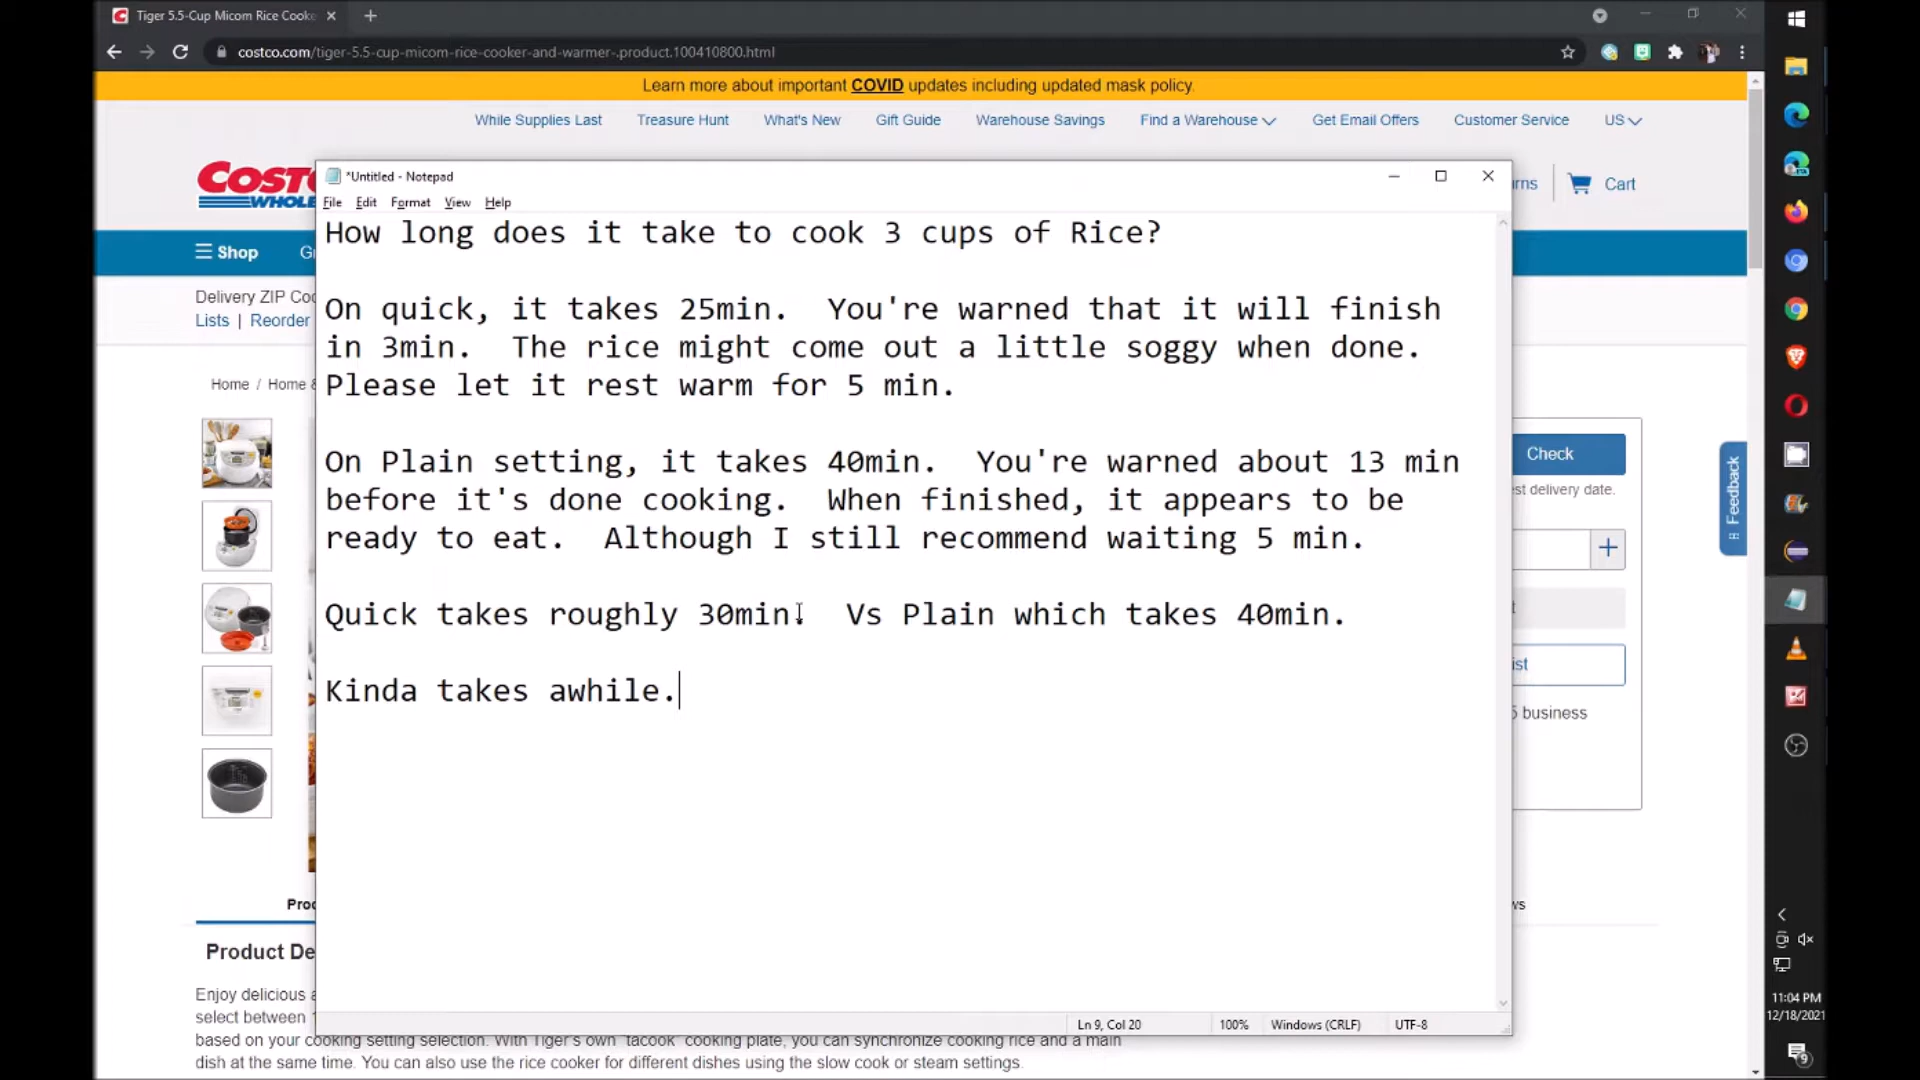 Tiger 5.5-Cup Micom Rice Cooke
costco.com/tiger-5.5-cup-micom-rice-cooker-and-warmer-.product.100410800.html
Learn more about important COVID updates including updated mask policy.
While Supplies Last Treasure Hunt What's New Gift Guide Warehouse Savings Find a Warehouse Get Email Offers Customer Service US
WHOLE
rns Cart
*Untitled - Notepad
File Edit Format View Help
How long does it take to cook 3 cups of Rice?
Shop
Delivery ZIP Co
Lists | Reorder
On quick, it takes 25min.  You're warned that it will finish
in 3min.  The rice might come out a little soggy when done.
Please let it rest warm for 5 min.
Home / Home &
On Plain setting, it takes 40min.  You're warned about 13 min
before it's done cooking.  When finished, it appears to be
ready to eat.  Although I still recommend waiting 5 min.
Check
est delivery date.
Feedback
Quick takes roughly 30min.  Vs Plain which takes 40min.
t
ist
Kinda takes awhile.
5 business
Proc
ws
Product De
Enjoy delicious a
select between 1
Ln 9, Col 20 100% Windows (CRLF) UTF-8
based on your cooking setting selection. With Tiger's own "tacook" cooking plate, you can synchronize cooking rice and a main
dish at the same time. You can also use the rice cooker for different dishes using the slow cook or steam settings.
11:04 PM
12/18/2021
9